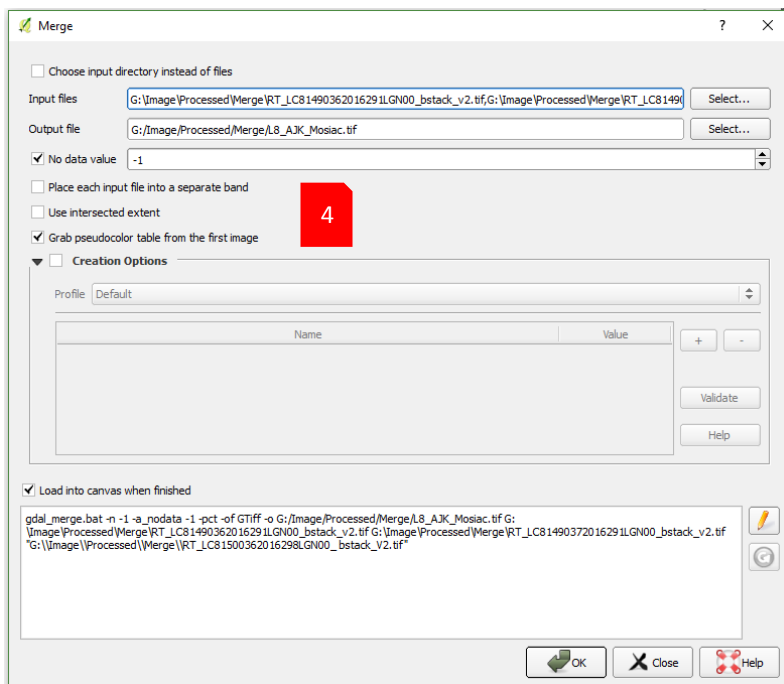 Merge
? X
Choose input directory instead of files
Input files G:\Image\Processed\Merge\RT_LC81490362016291LGN00_bstack_v2.tif,G:\Image\Processed\Merge\RT_LC8149( Select...
Output file G:/Image/Processed/Merge/L8_AJK_Mosiac.tif Select...
No data value -1
Place each input file into a separate band
Use intersected extent
4
Grab pseudocolor table from the first image
Creation Options
Profile Default
Name Value + -
Validate
Help
Load into canvas when finished
gdal_merge.bat -n -1 -a_nodata -1 -pct -of GTiff -o G:/Image/Processed/Merge/L8_AJK_Mosiac.tif G:
\Image\Processed\Merge\RT_LC81490362016291LGN00_bstack_v2.tif G:\Image\Processed\Merge\RT_LC81490372016291LGN00_bstack_v2.tif
"G:\\Image\\Processed\\Merge\\RT_LC81500362016298LGN00_ bstack_V2.tif"
OK Close Help